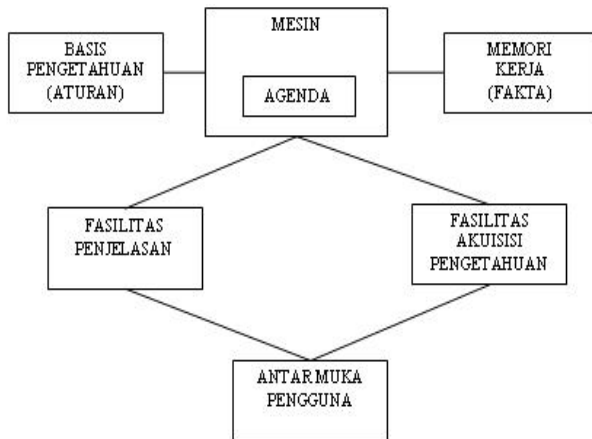 BASIS
PENGETAHUAN
(ATURAN)
MESIN
AGENDA
MEMORI
KERJA
(FAKTA)
FASILITAS
PENJELASAN
FASILITAS
AKUISISI
PENGETAHUAN
ANTAR MUKA
PENGGUNA